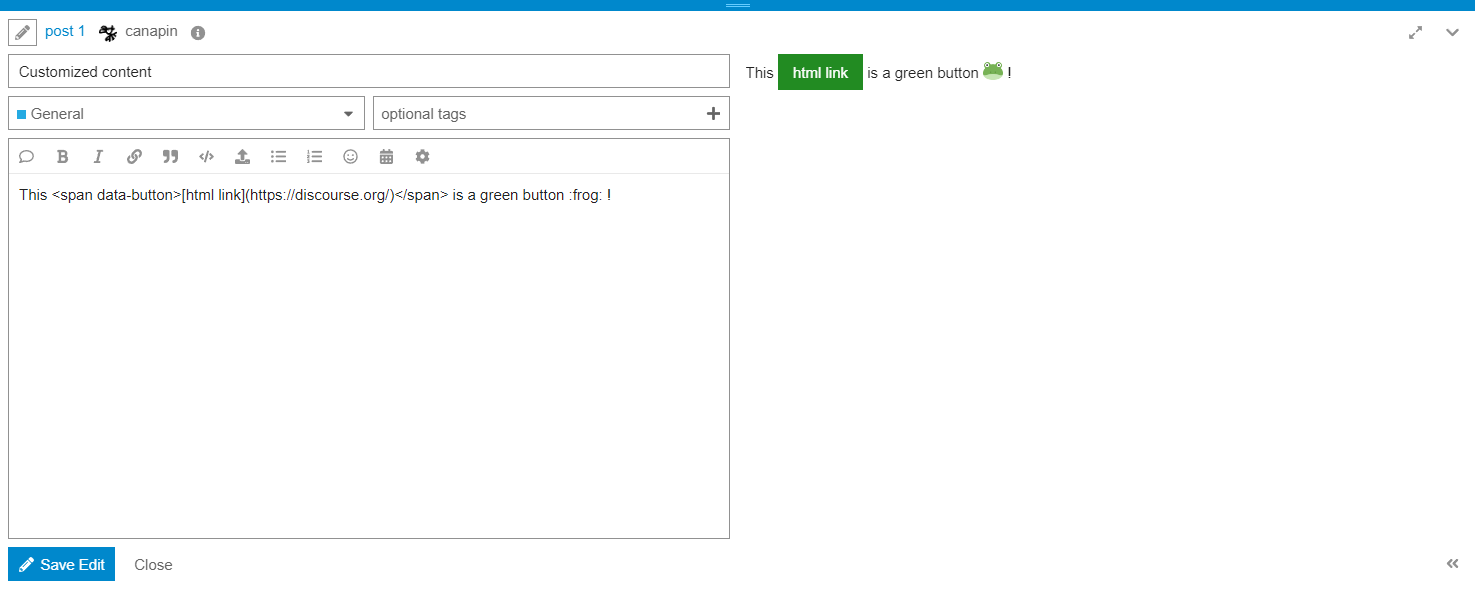 post 1 canapin
Customized content
General
optional tags
This <span data-button>[html link](https://discourse.org/)</span> is a green button :frog: !
Save Edit
Close
This html link is a green button !